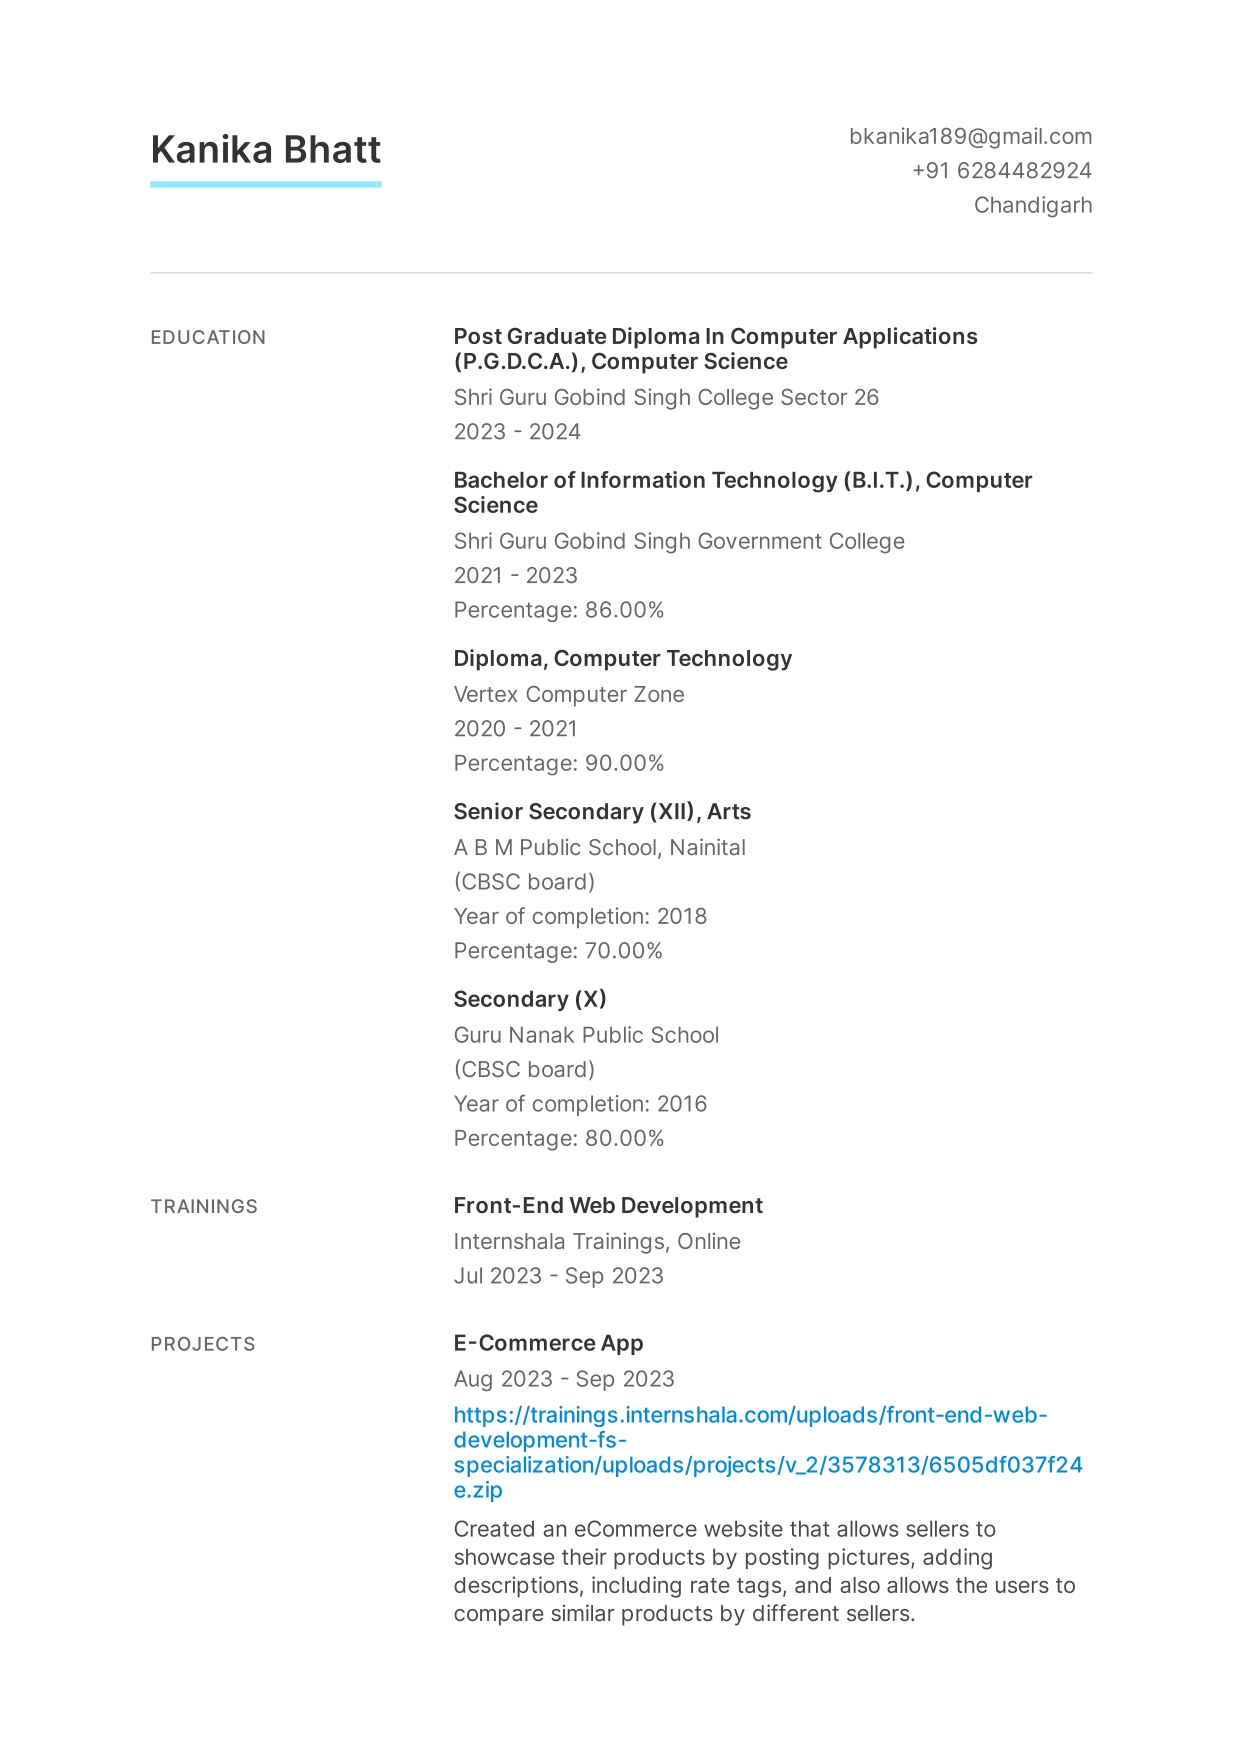 Kanika Bhatt
bkanika189@gmail.com
+91 6284482924
Chandigarh
EDUCATION
Post Graduate Diploma In Computer Applications
(P.G.D.C.A.), Computer Science
Shri Guru Gobind Singh College Sector 26
2023 - 2024
Bachelor of Information Technology (B.I.T.), Computer
Science
Shri Guru Gobind Singh Government College
2021 - 2023
Percentage: 86.00%
Diploma, Computer Technology
Vertex Computer Zone
2020 - 2021
Percentage: 90.00%
Senior Secondary (XII), Arts
A B M Public School, Nainital
(CBSC board)
Year of completion: 2018
Percentage: 70.00%
Secondary (X)
Guru Nanak Public School
(CBSC board)
Year of completion: 2016
Percentage: 80.00%
TRAININGS
Front-End Web Development
Internshala Trainings, Online
Jul 2023 - Sep 2023
PROJECTS
E-Commerce App
Aug 2023 - Sep 2023
https://trainings.internshala.com/uploads/front-end-web-
development-fs-
specialization/uploads/projects/v_2/3578313/6505df037f24
e.zip
Created an eCommerce website that allows sellers to
showcase their products by posting pictures, adding
descriptions, including rate tags, and also allows the users to
compare similar products by different sellers.